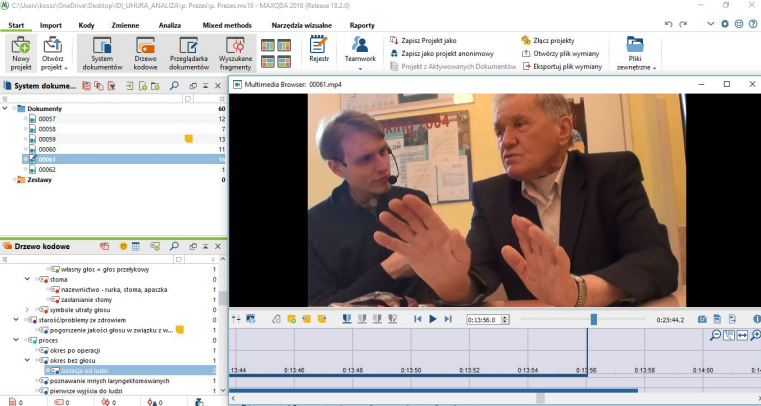 C:\Users\kosss\OneDrive\Desktop\IDI_UHURA_ANALIZA\p. Prezes\p. Prezes.mx18 - MAXQDA 2018 (Release 18.2.0)
Start Import Kody Zmienne Analiza Mixed methods Narzędzia wizualne Raporty
Nowy projekt
Otwórz projekt
System dokumentów
Drzewo kodowe
Przeglądarka dokumentów
Wyszukane fragmenty
Rejestr
Teamwork
Zapisz Projekt jako
Zapisz jako projekt anonimowy
Projekt z Aktywowanych Dokumentów
Złącz projekty
Otwórz plik wymiany
Eksportuj plik wymiany
Pliki zewnętrzne
System dokume...
Dokumenty 60
00057 12
00058 7
00059 13
00060 11
00061 16
00062 1
Zestawy 0
Multimedia Browser: 00061.mp4
king 2004
Drzewo kodowe
własny głos = głos przełykowy 1
stoma 0
nazewnictwo - rurka, stoma, apaszka 1
zasłanianie stomy 1
symbole utraty głosu 0
starość/problemy ze zdrowiem 0
pogorszenie jakości głosu w związku z w... 1
proces 0
okres po operacji 1
okres bez głosu 1
izolacja od ludzi 2
poznawanie innych laryngektomowanych 1
pierwsze wyjścia do ludzi 1
0 0 0 0
0:13:56.0
0:23:44.2
13:44 0:13:46 0:13:48 0:13:50 0:13:52 0:13:54 0:13:56 0:13:58 0:14:00 0:14